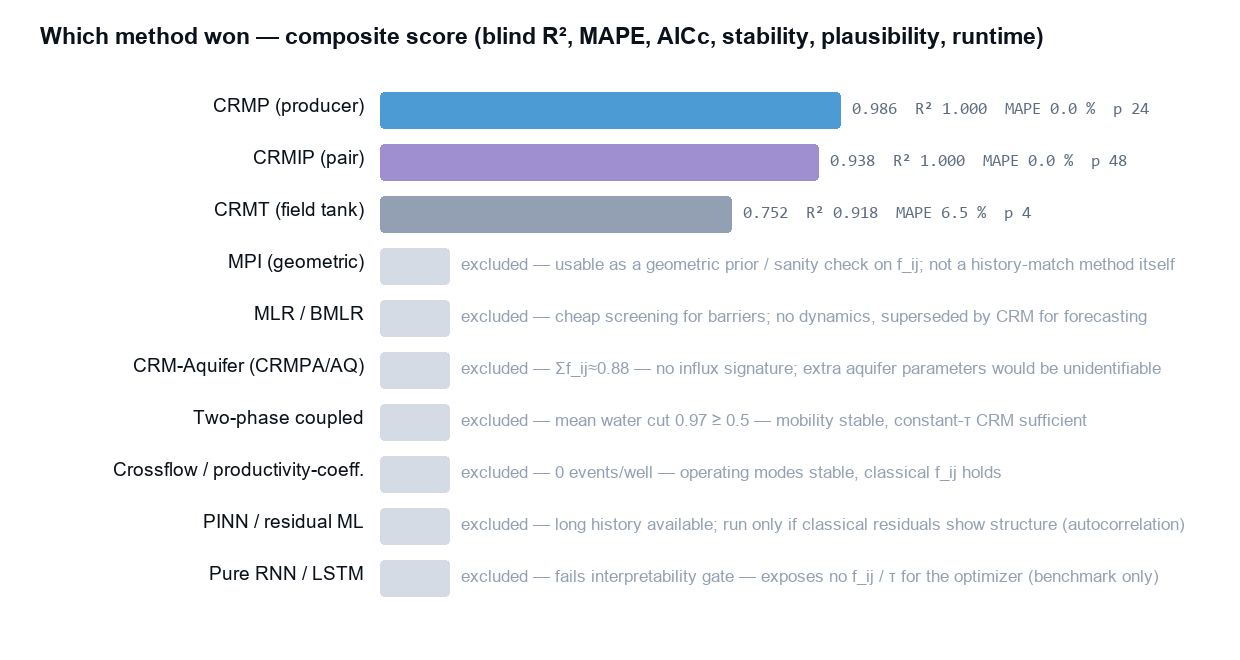 Which method won — composite score (blind R², MAPE, AICc, stability, plausibility, runtime)
CRMP (producer) 0.986 R² 1.000 MAPE 0.0 % p 24
CRMIP (pair) 0.938 R² 1.000 MAPE 0.0 % p 48
CRMT (field tank) 0.752 R² 0.918 MAPE 6.5 % p 4
MPI (geometric) excluded — usable as a geometric prior / sanity check on f_ij; not a history-match method itself
MLR / BMLR excluded — cheap screening for barriers; no dynamics, superseded by CRM for forecasting
CRM-Aquifer (CRMPA/AQ) excluded — Σf_ij≈0.88 — no influx signature; extra aquifer parameters would be unidentifiable
Two-phase coupled excluded — mean water cut 0.97 ≥ 0.5 — mobility stable, constant-τ CRM sufficient
Crossflow / productivity-coeff. excluded — 0 events/well — operating modes stable, classical f_ij holds
PINN / residual ML excluded — long history available; run only if classical residuals show structure (autocorrelation)
Pure RNN / LSTM excluded — fails interpretability gate — exposes no f_ij / τ for the optimizer (benchmark only)